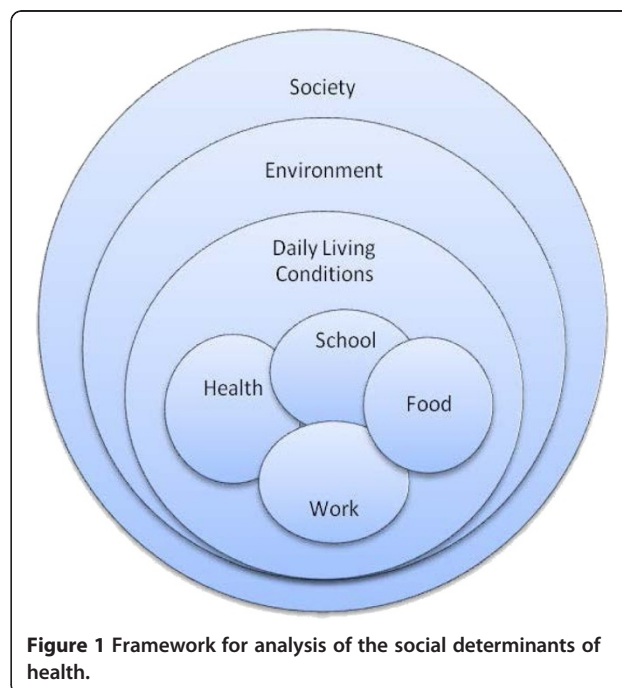 Society
Environment
Daily Living
Conditions
School
Health
Food
Work
Figure 1 Framework for analysis of the social determinants of
health.